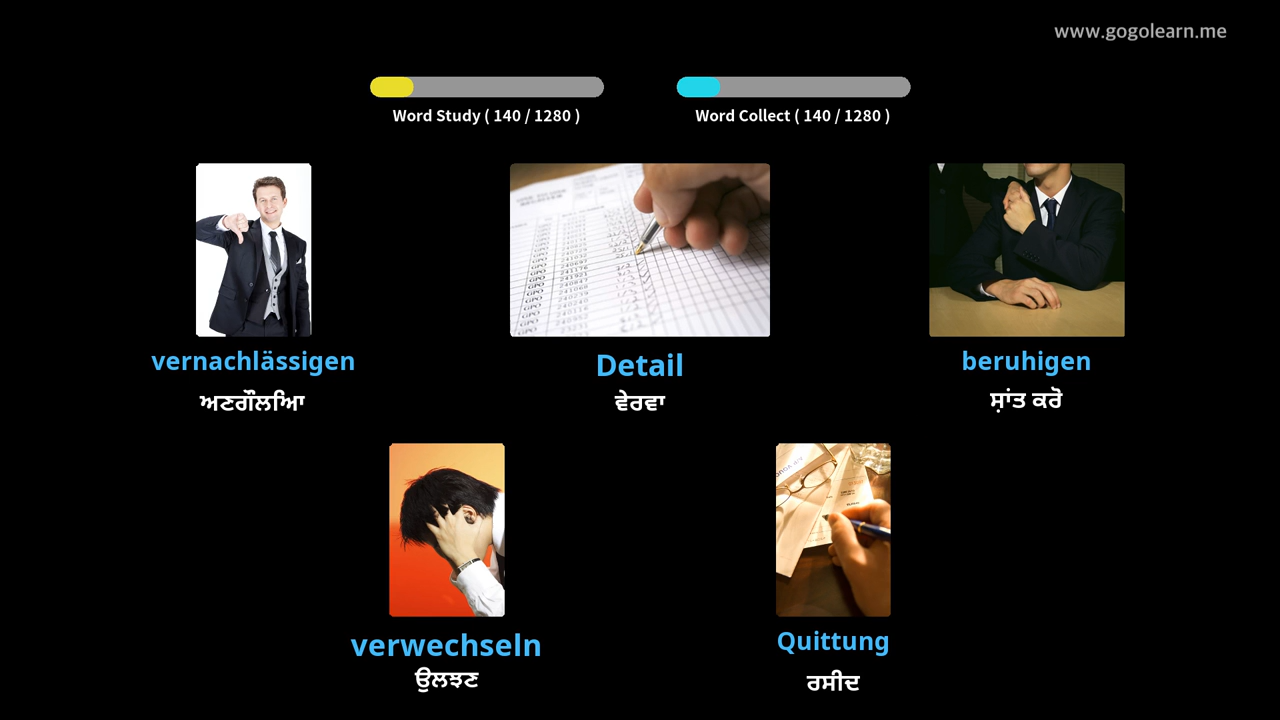 www.gogolearn.me
Word Study ( 140 / 1280 )
Word Collect ( 140 / 1280 )
vernachlässigen
ਅਣਗੌਲਿਆ
Detail
ਵੇਰਵਾ
beruhigen
ਸ਼ਾਂਤ ਕਰੋ
verwechseln
ਉਲਝਣ
Quittung
ਰਸੀਦ